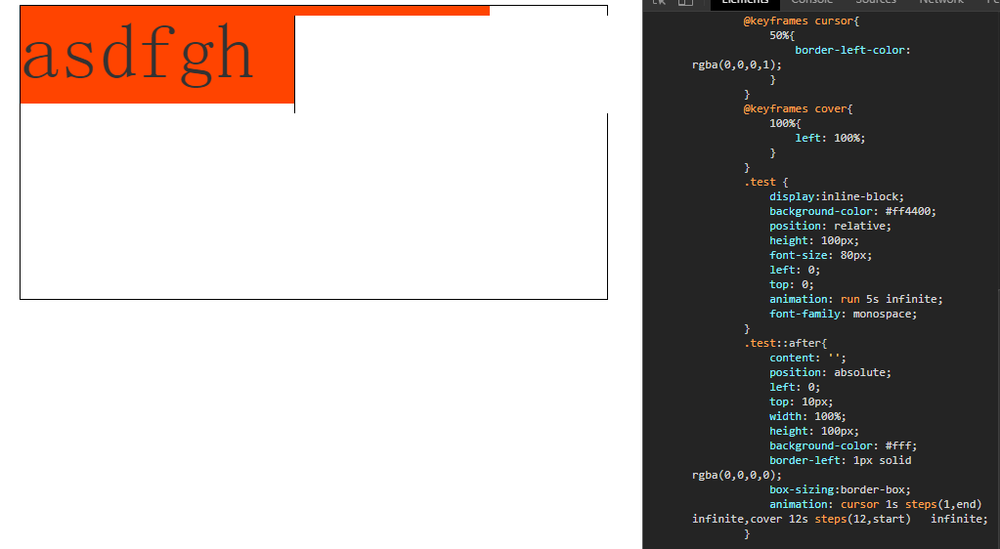 Elements Console Sources Network
asdfgh
@keyframes cursor{
50%{
border-left-color:
rgba(0,0,0,1);
}
}
@keyframes cover{
100%{
left: 100%;
}
}
.test {
display:inline-block;
background-color: #ff4400;
position: relative;
height: 100px;
font-size: 80px;
left: 0;
top: 0;
animation: run 5s infinite;
font-family: monospace;
}
.test::after{
content: '';
position: absolute;
left: 0;
top: 10px;
width: 100%;
height: 100px;
background-color: #fff;
border-left: 1px solid
rgba(0,0,0,0);
box-sizing:border-box;
animation: cursor 1s steps(1,end)
infinite,cover 12s steps(12,start) infinite;
}